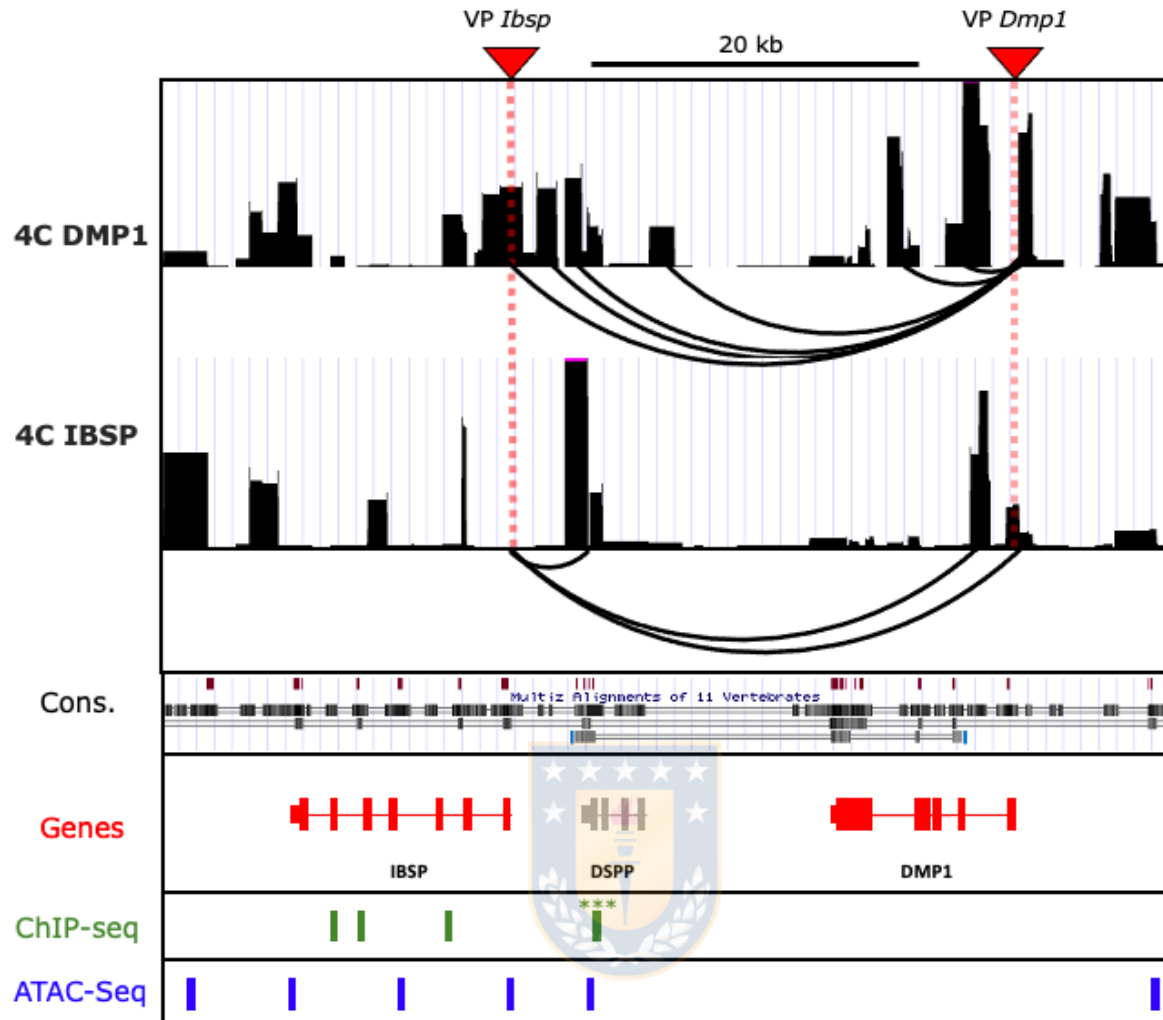 VP Ibsp
VP Dmp1
20 kb
4C DMP1
4C IBSP
Cons.
Multiz Alignments of 11 Vertebrates
Genes
IBSP
DSPP
DMP1
ChIP-seq
***
ATAC-Seq